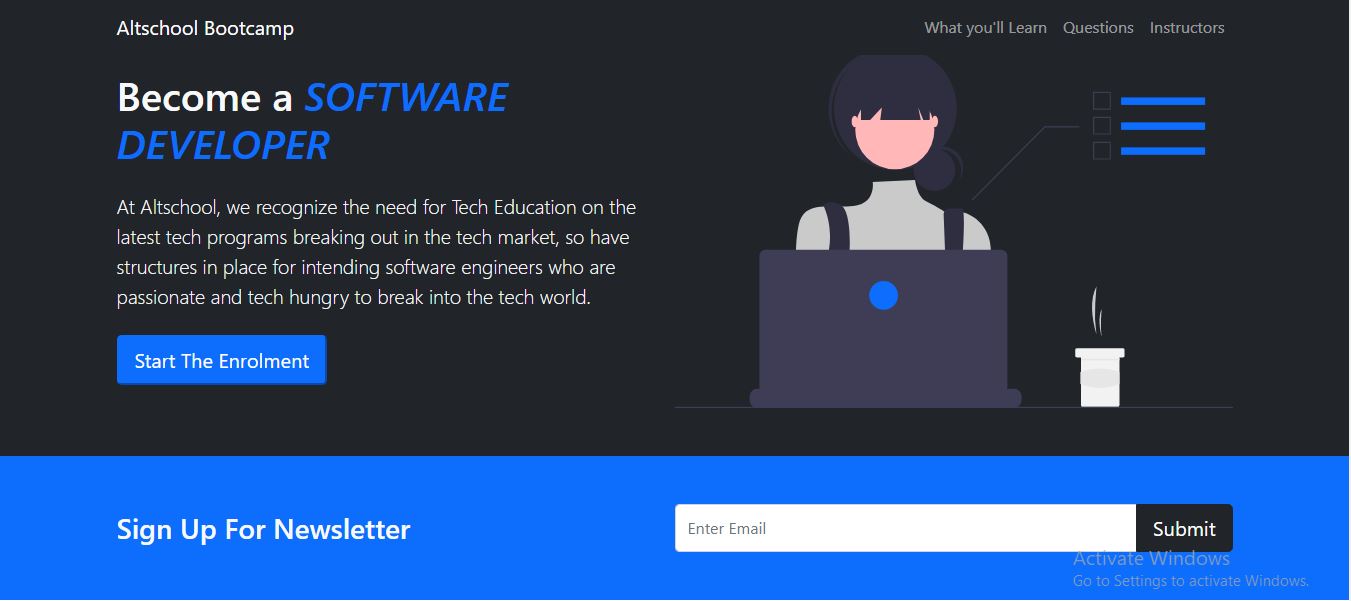 Altschool Bootcamp
What you'll Learn Questions Instructors
Become a SOFTWARE
DEVELOPER
At Altschool, we recognize the need for Tech Education on the
latest tech programs breaking out in the tech market, so have
structures in place for intending software engineers who are
passionate and tech hungry to break into the tech world.
Start The Enrolment
Sign Up For Newsletter
Enter Email
Submit
Activate Windows
Go to Settings to activate Windows.